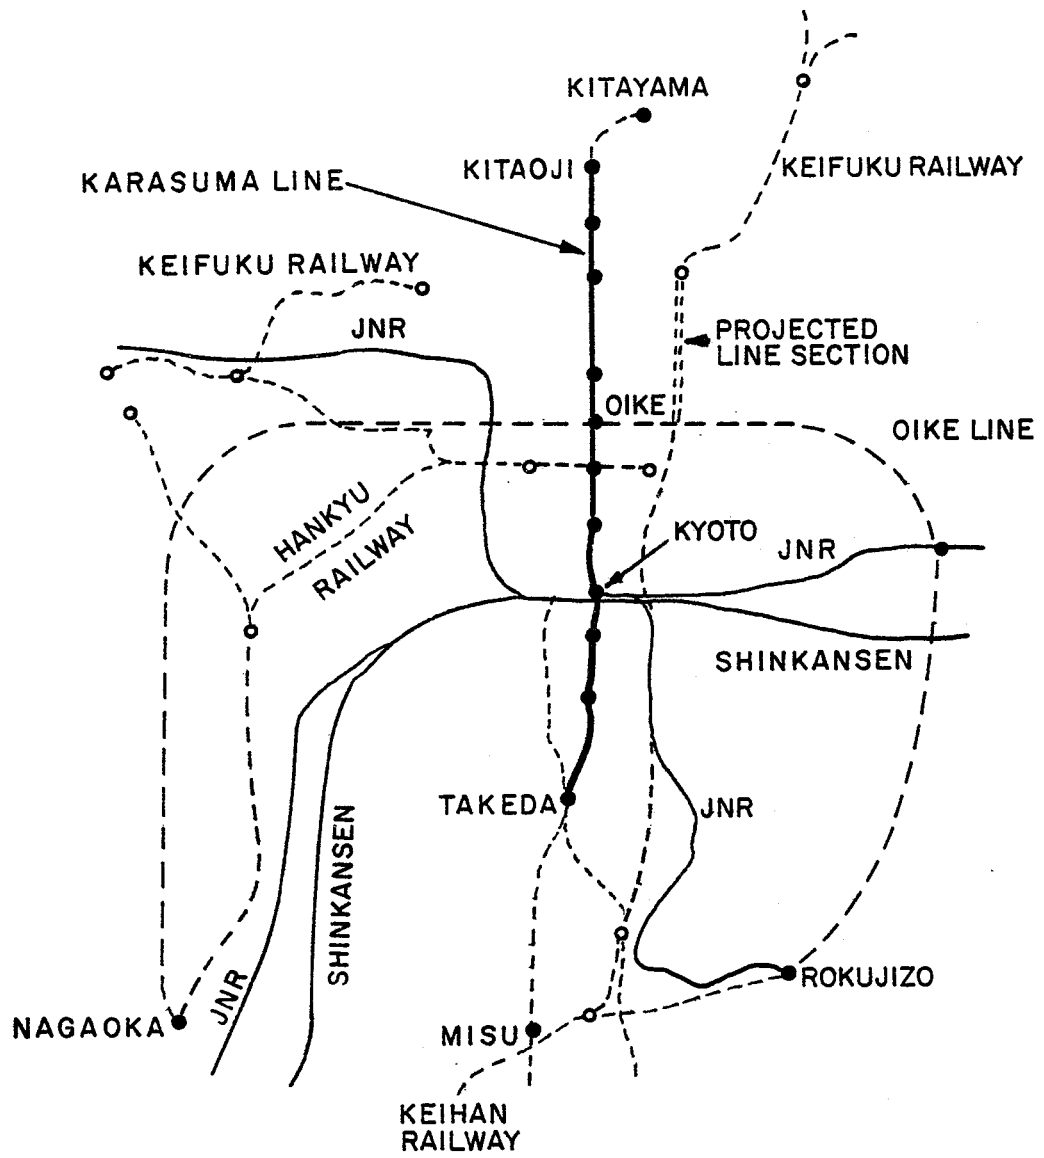 KITAYAMA
KITAOJI
KEIFUKU RAILWAY
KARASUMA LINE
KEIFUKU RAILWAY
JNR
PROJECTED
LINE SECTION
OIKE
OIKE LINE
HANKYU
RAILWAY
KYOTO
JNR
SHINKANSEN
TAKEDA
JNR
SHINKANSEN
JNR
ROKUJIZO
NAGAOKA
MISU
KEIHAN
RAILWAY